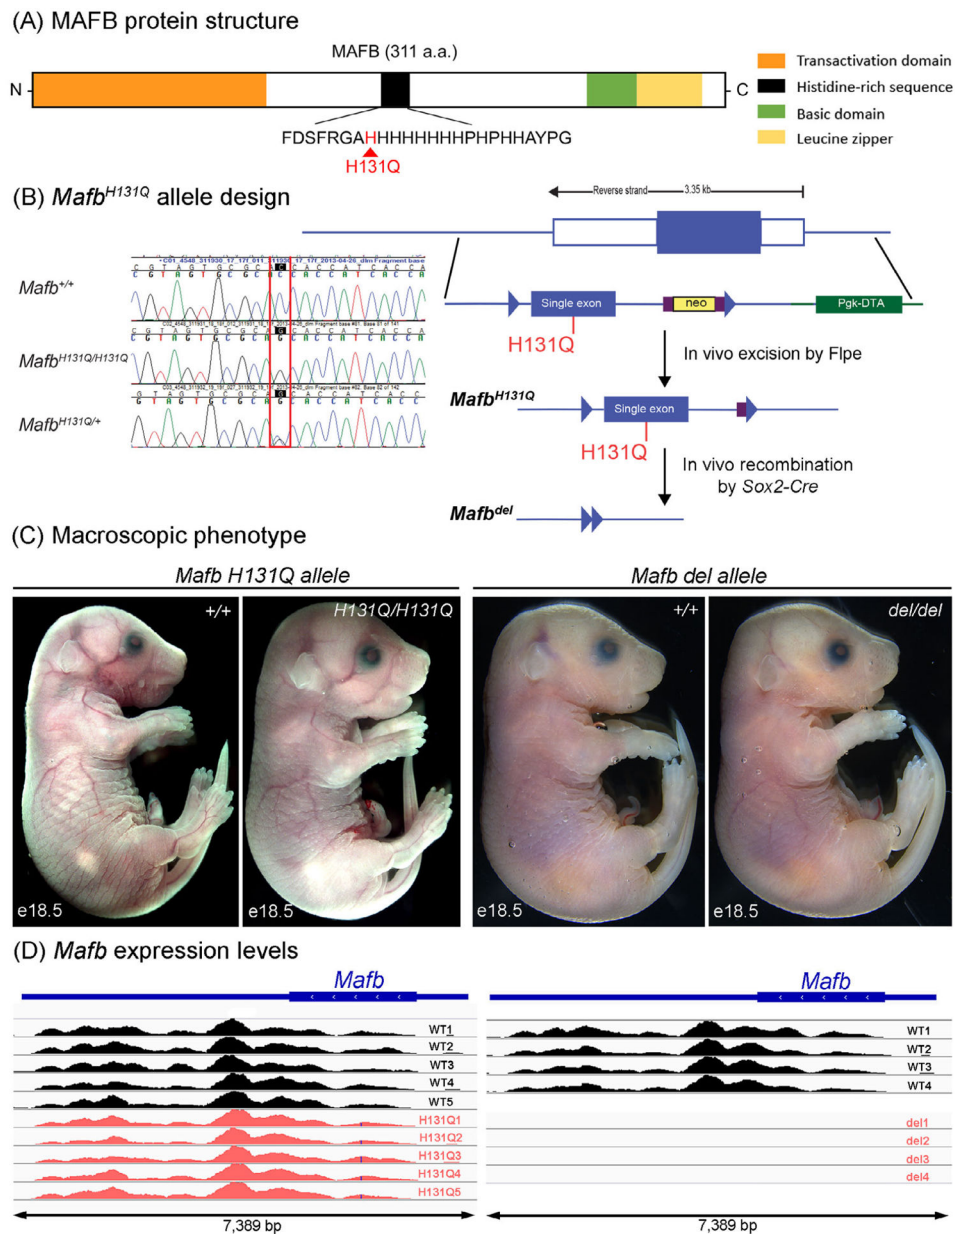 (A) MAFB protein structure
MAFB (311 a.a.)
N
C
Transactivation domain
Histidine-rich sequence
Basic domain
Leucine zipper
FDSFRGAHHHHHHHHPHPHHAYPG
H131Q
(B) MafbH131Q allele design
Reverse strand
3.35 kb
Mafb+/+
C G T A G T G C G C A C C A C C A T C A C C A
C G T A G T G C G C A C C A C C A T C A C C A
MafbH131Q/H131Q
C G T A G T G C G C A G C A C C A T C A C C A
C G T A G T G C G C A G C A C C A T C A C C A
MafbH131Q/+
G T A G T G C G C A G C A C C A T C A C C
G T A G T G C G C A G C A C C A T C A C C
Single exon
neo
Pgk-DTA
H131Q
In vivo excision by Flpe
MafbH131Q
Single exon
H131Q
In vivo recombination
by Sox2-Cre
Mafbdel
(C) Macroscopic phenotype
Mafb H131Q allele
Mafb del allele
+/+
H131Q/H131Q
+/+
del/del
e18.5
e18.5
e18.5
e18.5
(D) Mafb expression levels
Mafb
WT1
WT2
WT3
WT4
WT5
H131Q1
H131Q2
H131Q3
H131Q4
H131Q5
7,389 bp
Mafb
WT1
WT2
WT3
WT4
del1
del2
del3
del4
7,389 bp